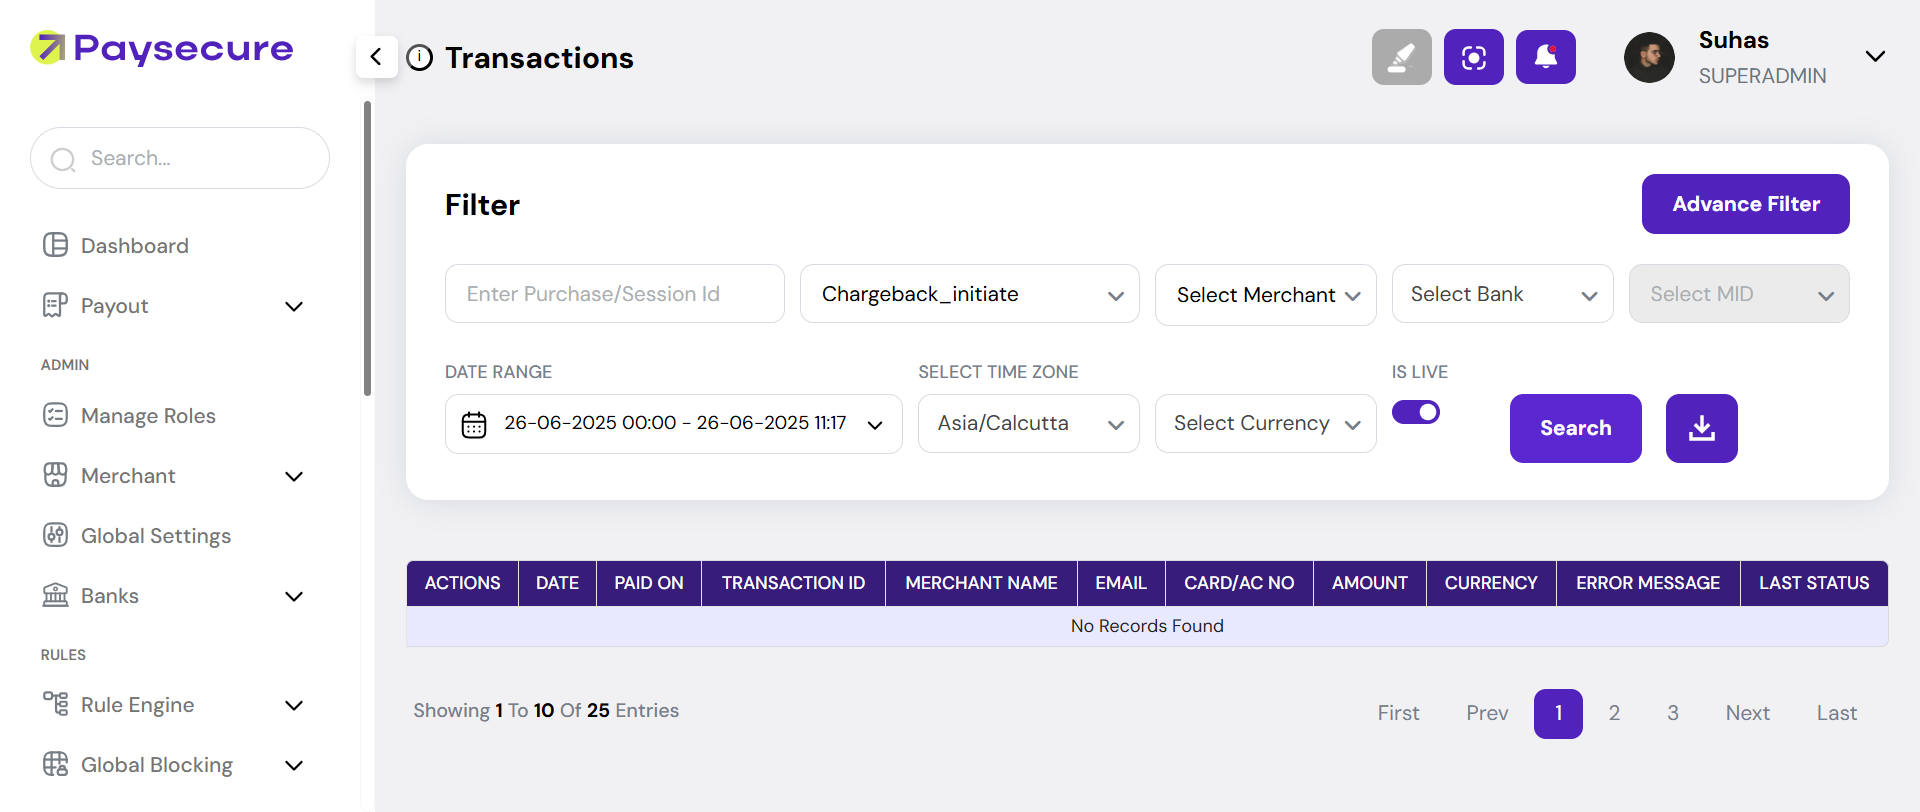 Paysecure
Search...
Dashboard
Payout
ADMIN
Manage Roles
Merchant
Global Settings
Banks
RULES
Rule Engine
Global Blocking
Transactions
Suhas
SUPERADMIN
Filter
Advance Filter
Enter Purchase/Session Id
Chargeback_initiate
Select Merchant
Select Bank
Select MID
DATE RANGE
SELECT TIME ZONE
IS LIVE
26-06-2025 00:00 - 26-06-2025 11:17
Asia/Calcutta
Select Currency
Search
ACTIONS DATE PAID ON TRANSACTION ID MERCHANT NAME EMAIL CARD/AC NO AMOUNT CURRENCY ERROR MESSAGE LAST STATUS
No Records Found
Showing 1 To 10 Of 25 Entries
First Prev 1 2 3 Next Last